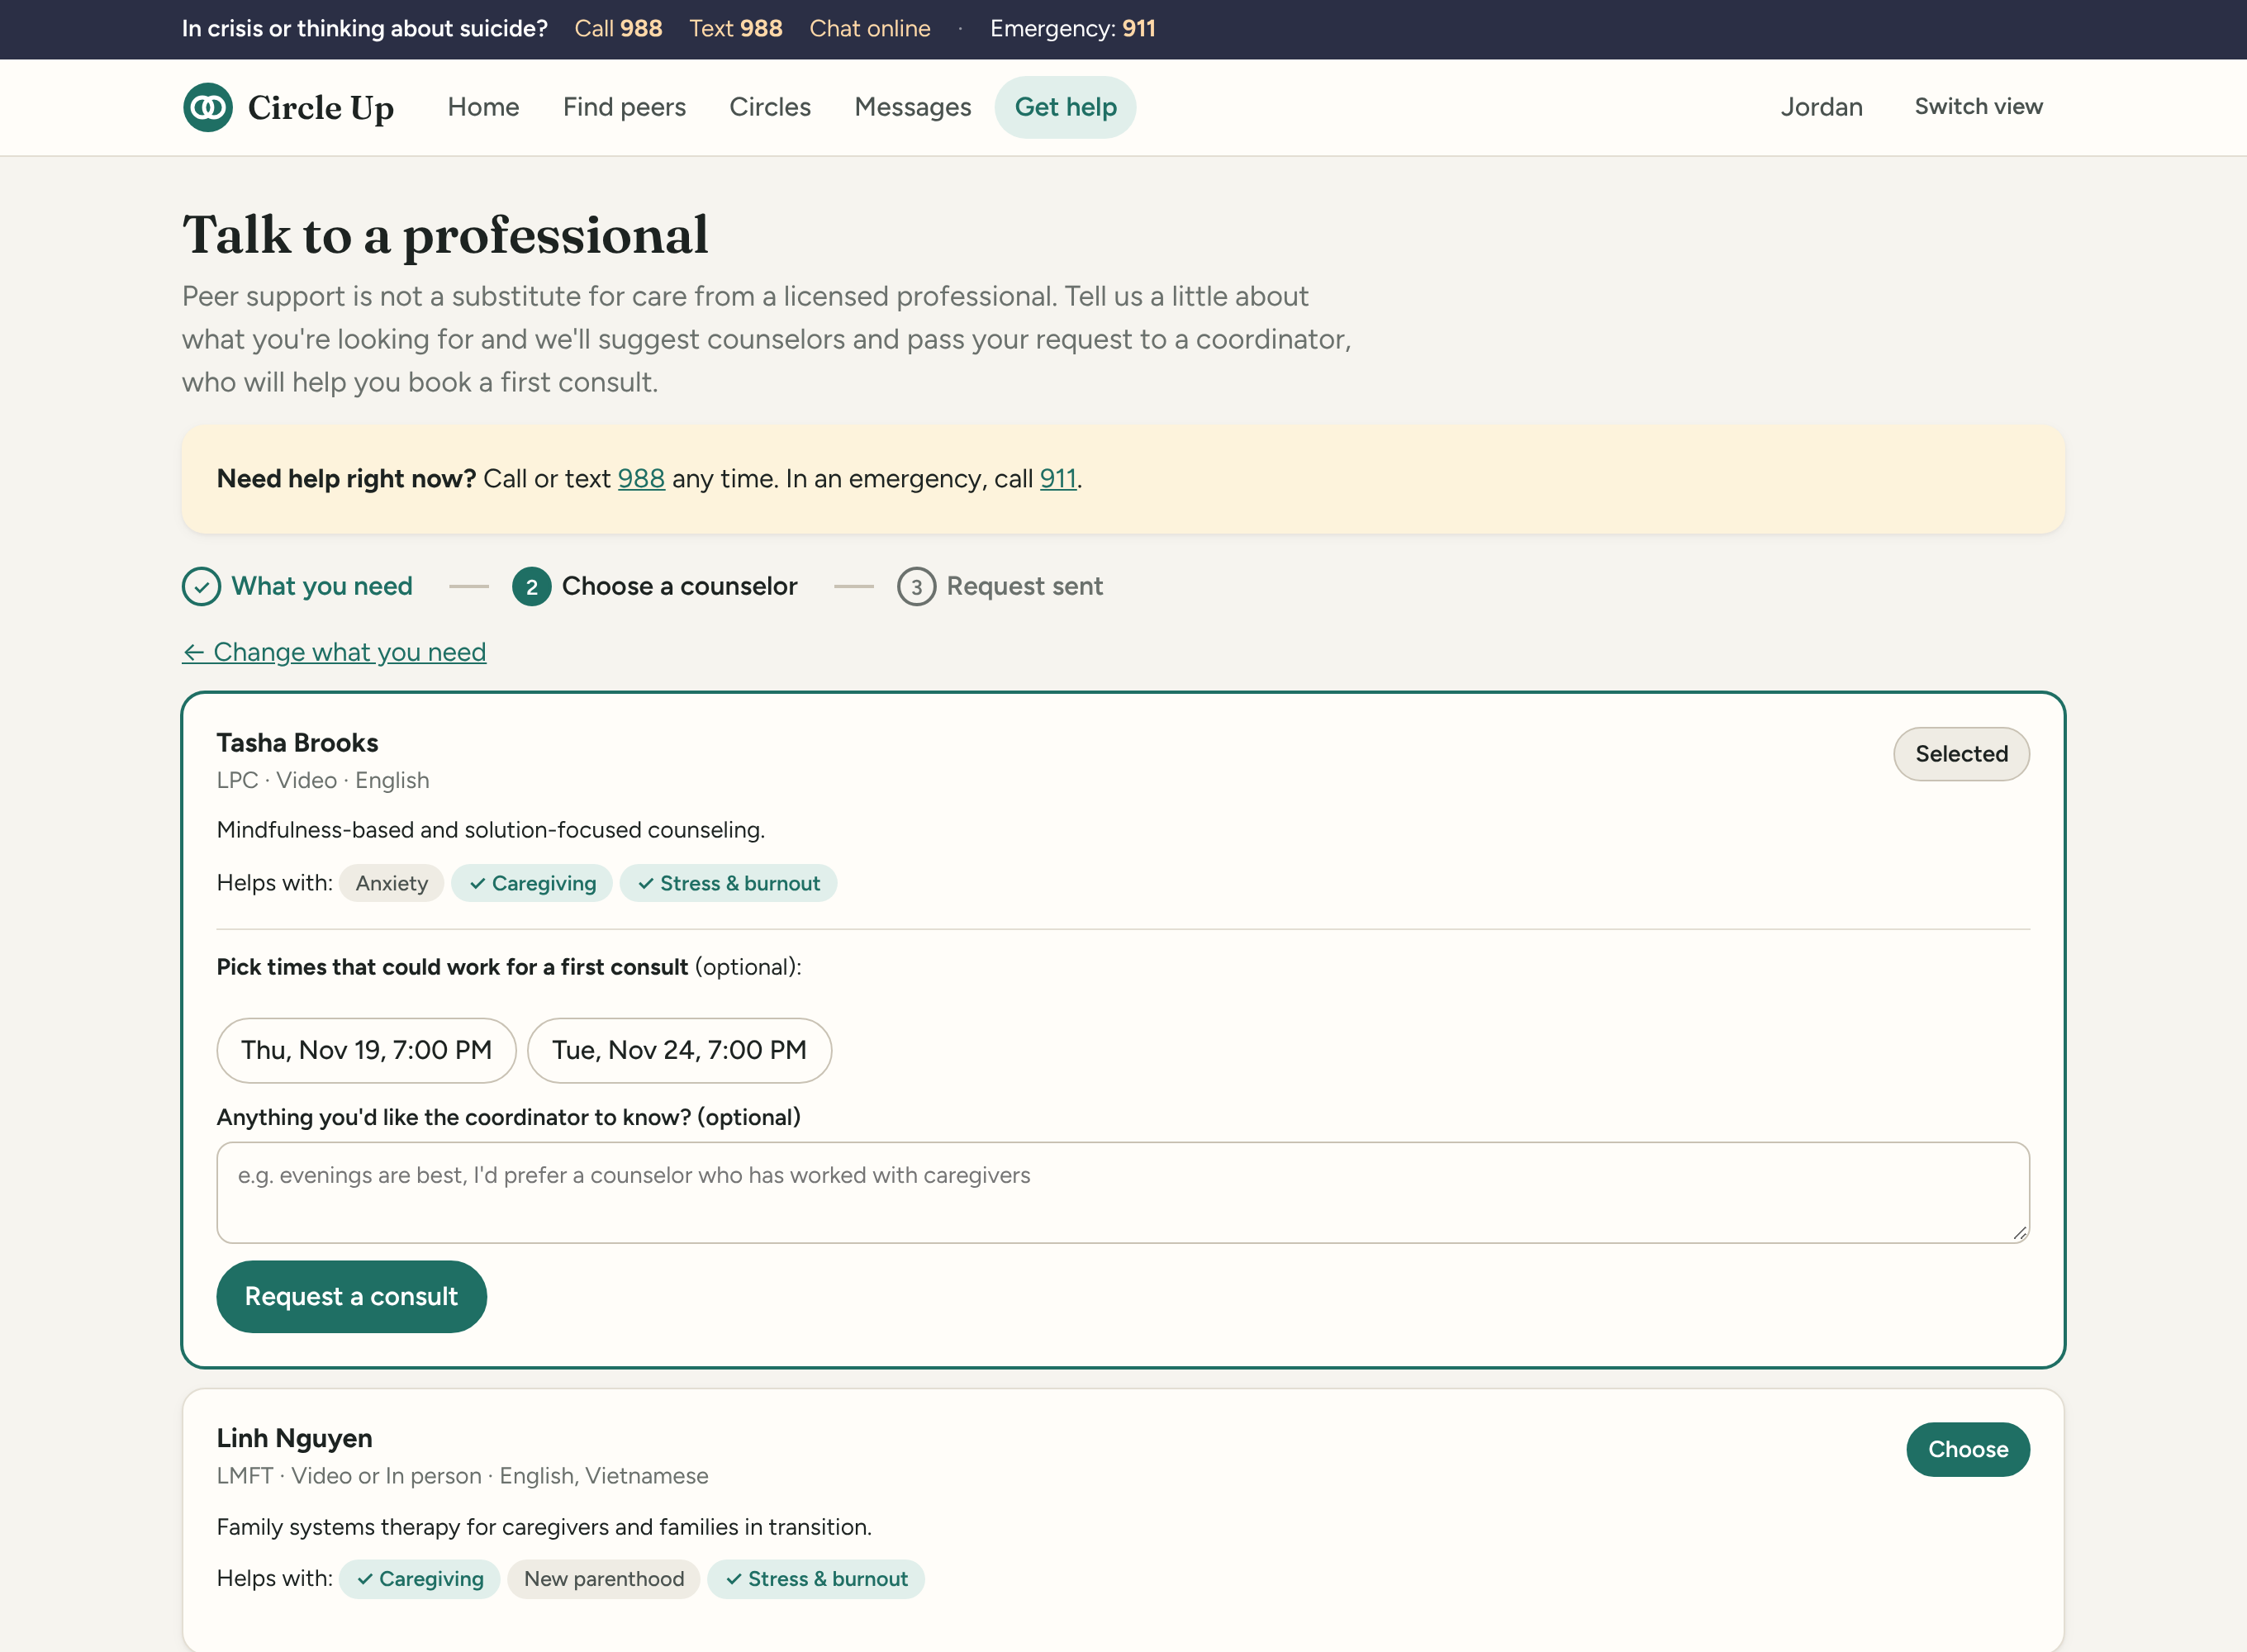 In crisis or thinking about suicide? Call 988 Text 988 Chat online · Emergency: 911
Circle Up Home Find peers Circles Messages Get help Jordan Switch view
Talk to a professional
Peer support is not a substitute for care from a licensed professional. Tell us a little about
what you're looking for and we'll suggest counselors and pass your request to a coordinator,
who will help you book a first consult.
Need help right now? Call or text 988 any time. In an emergency, call 911.
What you need 2 Choose a counselor 3 Request sent
← Change what you need
Tasha Brooks
Selected
LPC · Video · English
Mindfulness-based and solution-focused counseling.
Helps with: Anxiety ✓ Caregiving ✓ Stress & burnout
Pick times that could work for a first consult (optional):
Thu, Nov 19, 7:00 PM Tue, Nov 24, 7:00 PM
Anything you'd like the coordinator to know? (optional)
e.g. evenings are best, I'd prefer a counselor who has worked with caregivers
Request a consult
Linh Nguyen
Choose
LMFT · Video or In person · English, Vietnamese
Family systems therapy for caregivers and families in transition.
Helps with: ✓ Caregiving New parenthood ✓ Stress & burnout